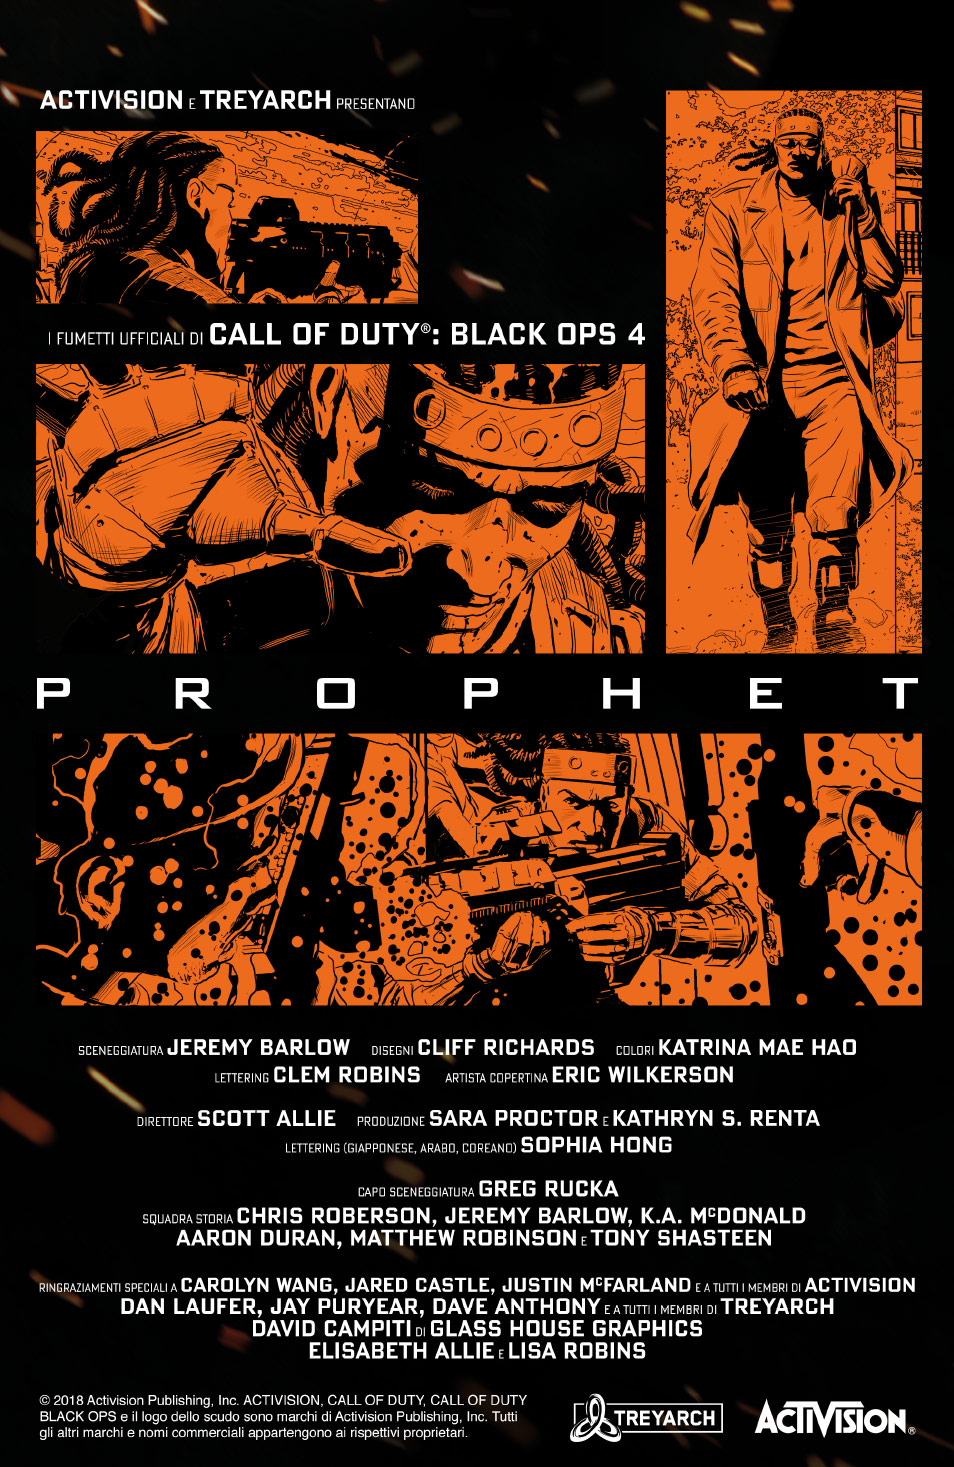 ACTIVISION E TREYARCH PRESENTANO
I FUMETTI UFFICIALI DI CALL OF DUTY®: BLACK OPS 4
PROPHET
SCENEGGIATURA JEREMY BARLOW DISEGNI CLIFF RICHARDS COLORI KATRINA MAE HAO
LETTERING CLEM ROBINS ARTISTA COPERTINA ERIC WILKERSON
DIRETTORE SCOTT ALLIE PRODUZIONE SARA PROCTOR E KATHRYN S. RENTA
LETTERING (GIAPPONESE, ARABO, COREANO) SOPHIA HONG
CAPO SCENEGGIATURA GREG RUCKA
SQUADRA STORIA CHRIS ROBERSON, JEREMY BARLOW, K.A. McDONALD
AARON DURAN, MATTHEW ROBINSON E TONY SHASTEEN
RINGRAZIAMENTI SPECIALI A CAROLYN WANG, JARED CASTLE, JUSTIN McFARLAND E A TUTTI I MEMBRI DI ACTIVISION
DAN LAUFER, JAY PURYEAR, DAVE ANTHONY E A TUTTI I MEMBRI DI TREYARCH
DAVID CAMPITI DI GLASS HOUSE GRAPHICS
ELISABETH ALLIE E LISA ROBINS
© 2018 Activision Publishing, Inc. ACTIVISION, CALL OF DUTY, CALL OF DUTY
BLACK OPS e il logo dello scudo sono marchi di Activision Publishing, Inc. Tutti
gli altri marchi e nomi commerciali appartengono ai rispettivi proprietari.
TREYARCH
ACTIVISION®